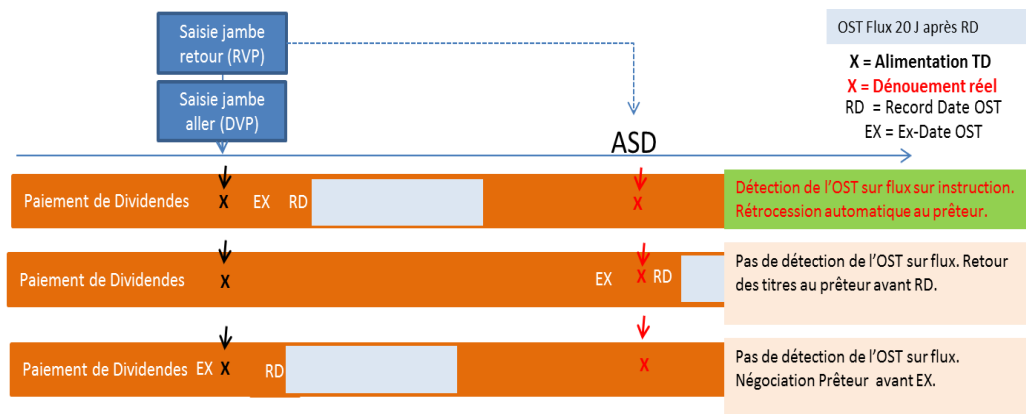 Saisie jambe
retour (RVP)
Saisie jambe
aller (DVP)
OST Flux 20 J après RD
X = Alimentation TD
X = Dénouement réel
RD = Record Date OST
EX = Ex-Date OST
ASD
Paiement de Dividendes X EX RD X
Détection de l'OST sur flux sur instruction.
Rétrocession automatique au prêteur.
Paiement de Dividendes X EX X RD
Pas de détection de l'OST sur flux. Retour
des titres au prêteur avant RD.
Paiement de Dividendes EX X RD X
Pas de détection de l'OST sur flux.
Négociation Prêteur avant EX.